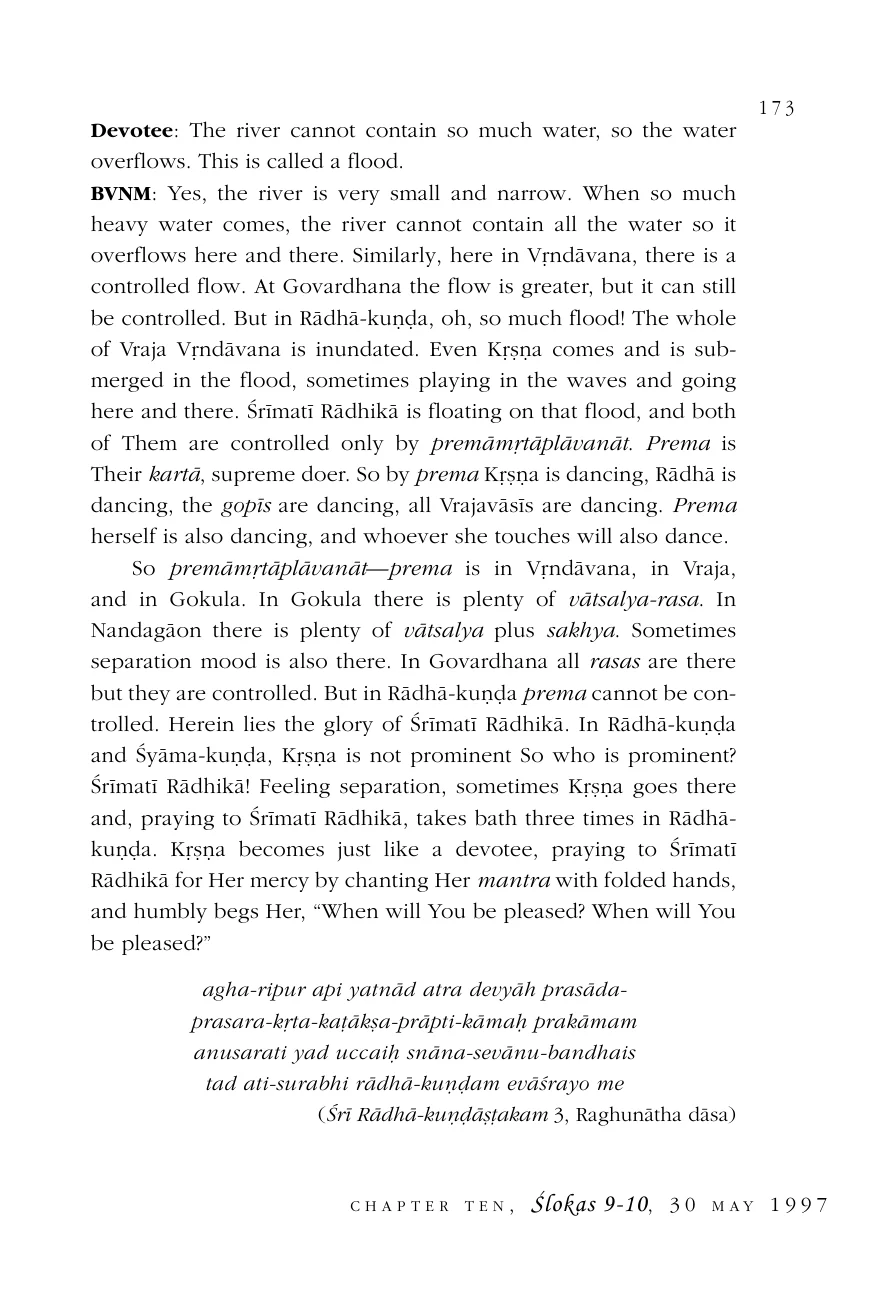 173
Devotee: The river cannot contain so much water, so the water
overflows. This is called a flood.
BVNM: Yes, the river is very small and narrow. When so much
heavy water comes, the river cannot contain all the water so it
overflows here and there. Similarly, here in Vṛndāvana, there is a
controlled flow. At Govardhana the flow is greater, but it can still
be controlled. But in Rādhā-kuṇḍa, oh, so much flood! The whole
of Vraja Vṛndāvana is inundated. Even Kṛṣṇa comes and is sub-
merged in the flood, sometimes playing in the waves and going
here and there. Śrīmatī Rādhikā is floating on that flood, and both
of Them are controlled only by premāmṛtāplāvanāt. Prema is
Their kartā, supreme doer. So by prema Kṛṣṇa is dancing, Rādhā is
dancing, the gopīs are dancing, all Vrajavāsīs are dancing. Prema
herself is also dancing, and whoever she touches will also dance.
So premāmṛtāplāvanāt—prema is in Vṛndāvana, in Vraja,
and in Gokula. In Gokula there is plenty of vātsalya-rasa. In
Nandagāon there is plenty of vātsalya plus sakhya. Sometimes
separation mood is also there. In Govardhana all rasas are there
but they are controlled. But in Rādhā-kuṇḍa prema cannot be con-
trolled. Herein lies the glory of Śrīmatī Rādhikā. In Rādhā-kuṇḍa
and Śyāma-kuṇḍa, Kṛṣṇa is not prominent So who is prominent?
Śrīmatī Rādhikā! Feeling separation, sometimes Kṛṣṇa goes there
and, praying to Śrīmatī Rādhikā, takes bath three times in Rādhā-
kuṇḍa. Kṛṣṇa becomes just like a devotee, praying to Śrīmatī
Rādhikā for Her mercy by chanting Her mantra with folded hands,
and humbly begs Her, “When will You be pleased? When will You
be pleased?”
agha-ripur api yatnād atra devyāh prasāda-
prasara-kṛta-kaṭākṣa-prāpti-kāmaḥ prakāmam
anusarati yad uccaiḥ snāna-sevānu-bandhais
tad ati-surabhi rādhā-kuṇḍam evāśrayo me
(Śrī Rādhā-kuṇḍāṣṭakam 3, Raghunātha dāsa)
CHAPTER TEN, Ślokas 9-10, 30 MAY 1997